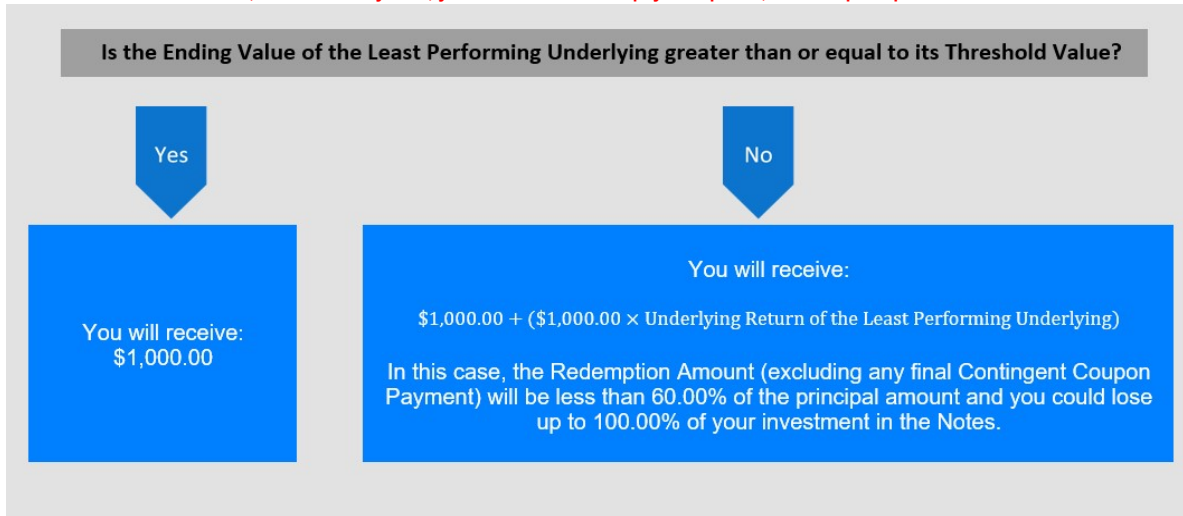 Is the Ending Value of the Least Performing Underlying greater than or equal to its Threshold Value?
Yes
No
You will receive:
$1,000.00
You will receive:
$1,000.00 + ($1,000.00 × Underlying Return of the Least Performing Underlying)
In this case, the Redemption Amount (excluding any final Contingent Coupon
Payment) will be less than 60.00% of the principal amount and you could lose
up to 100.00% of your investment in the Notes.